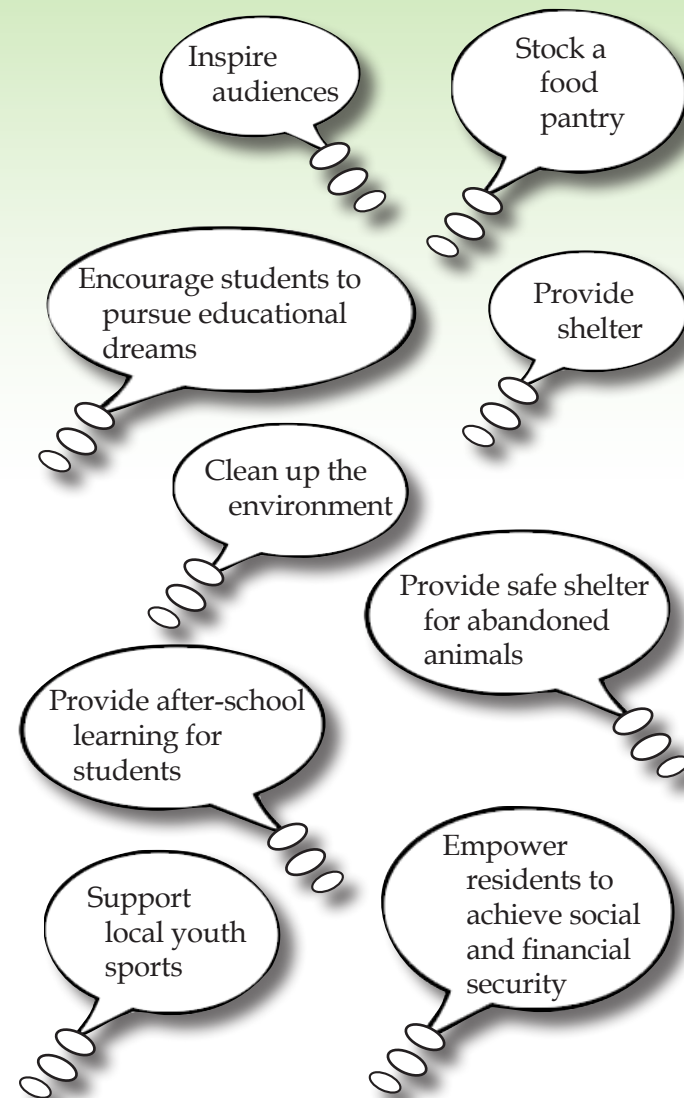 Inspire
audiences
Stock a
food
pantry
Encourage students to
pursue educational
dreams
Provide
shelter
Clean up the
environment
Provide safe shelter
for abandoned
animals
Provide after-school
learning for
students
Empower
residents to
achieve social
and financial
security
Support
local youth
sports